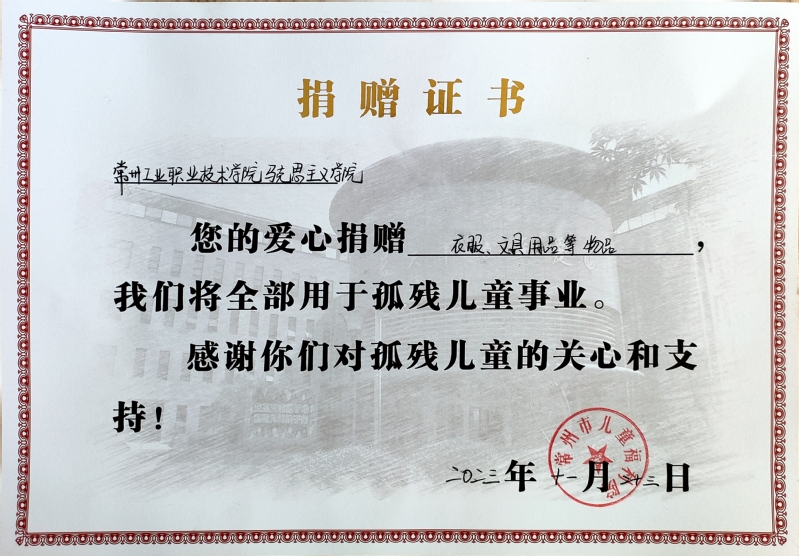 捐赠证书
常州工业职业技术学院马克思主义学院
您的爱心捐赠衣服、文具用品等物品，
我们将全部用于孤残儿童事业。
感谢你们对孤残儿童的关心和支
持！
常州市儿童福利院
二〇二三年十一月二十三日